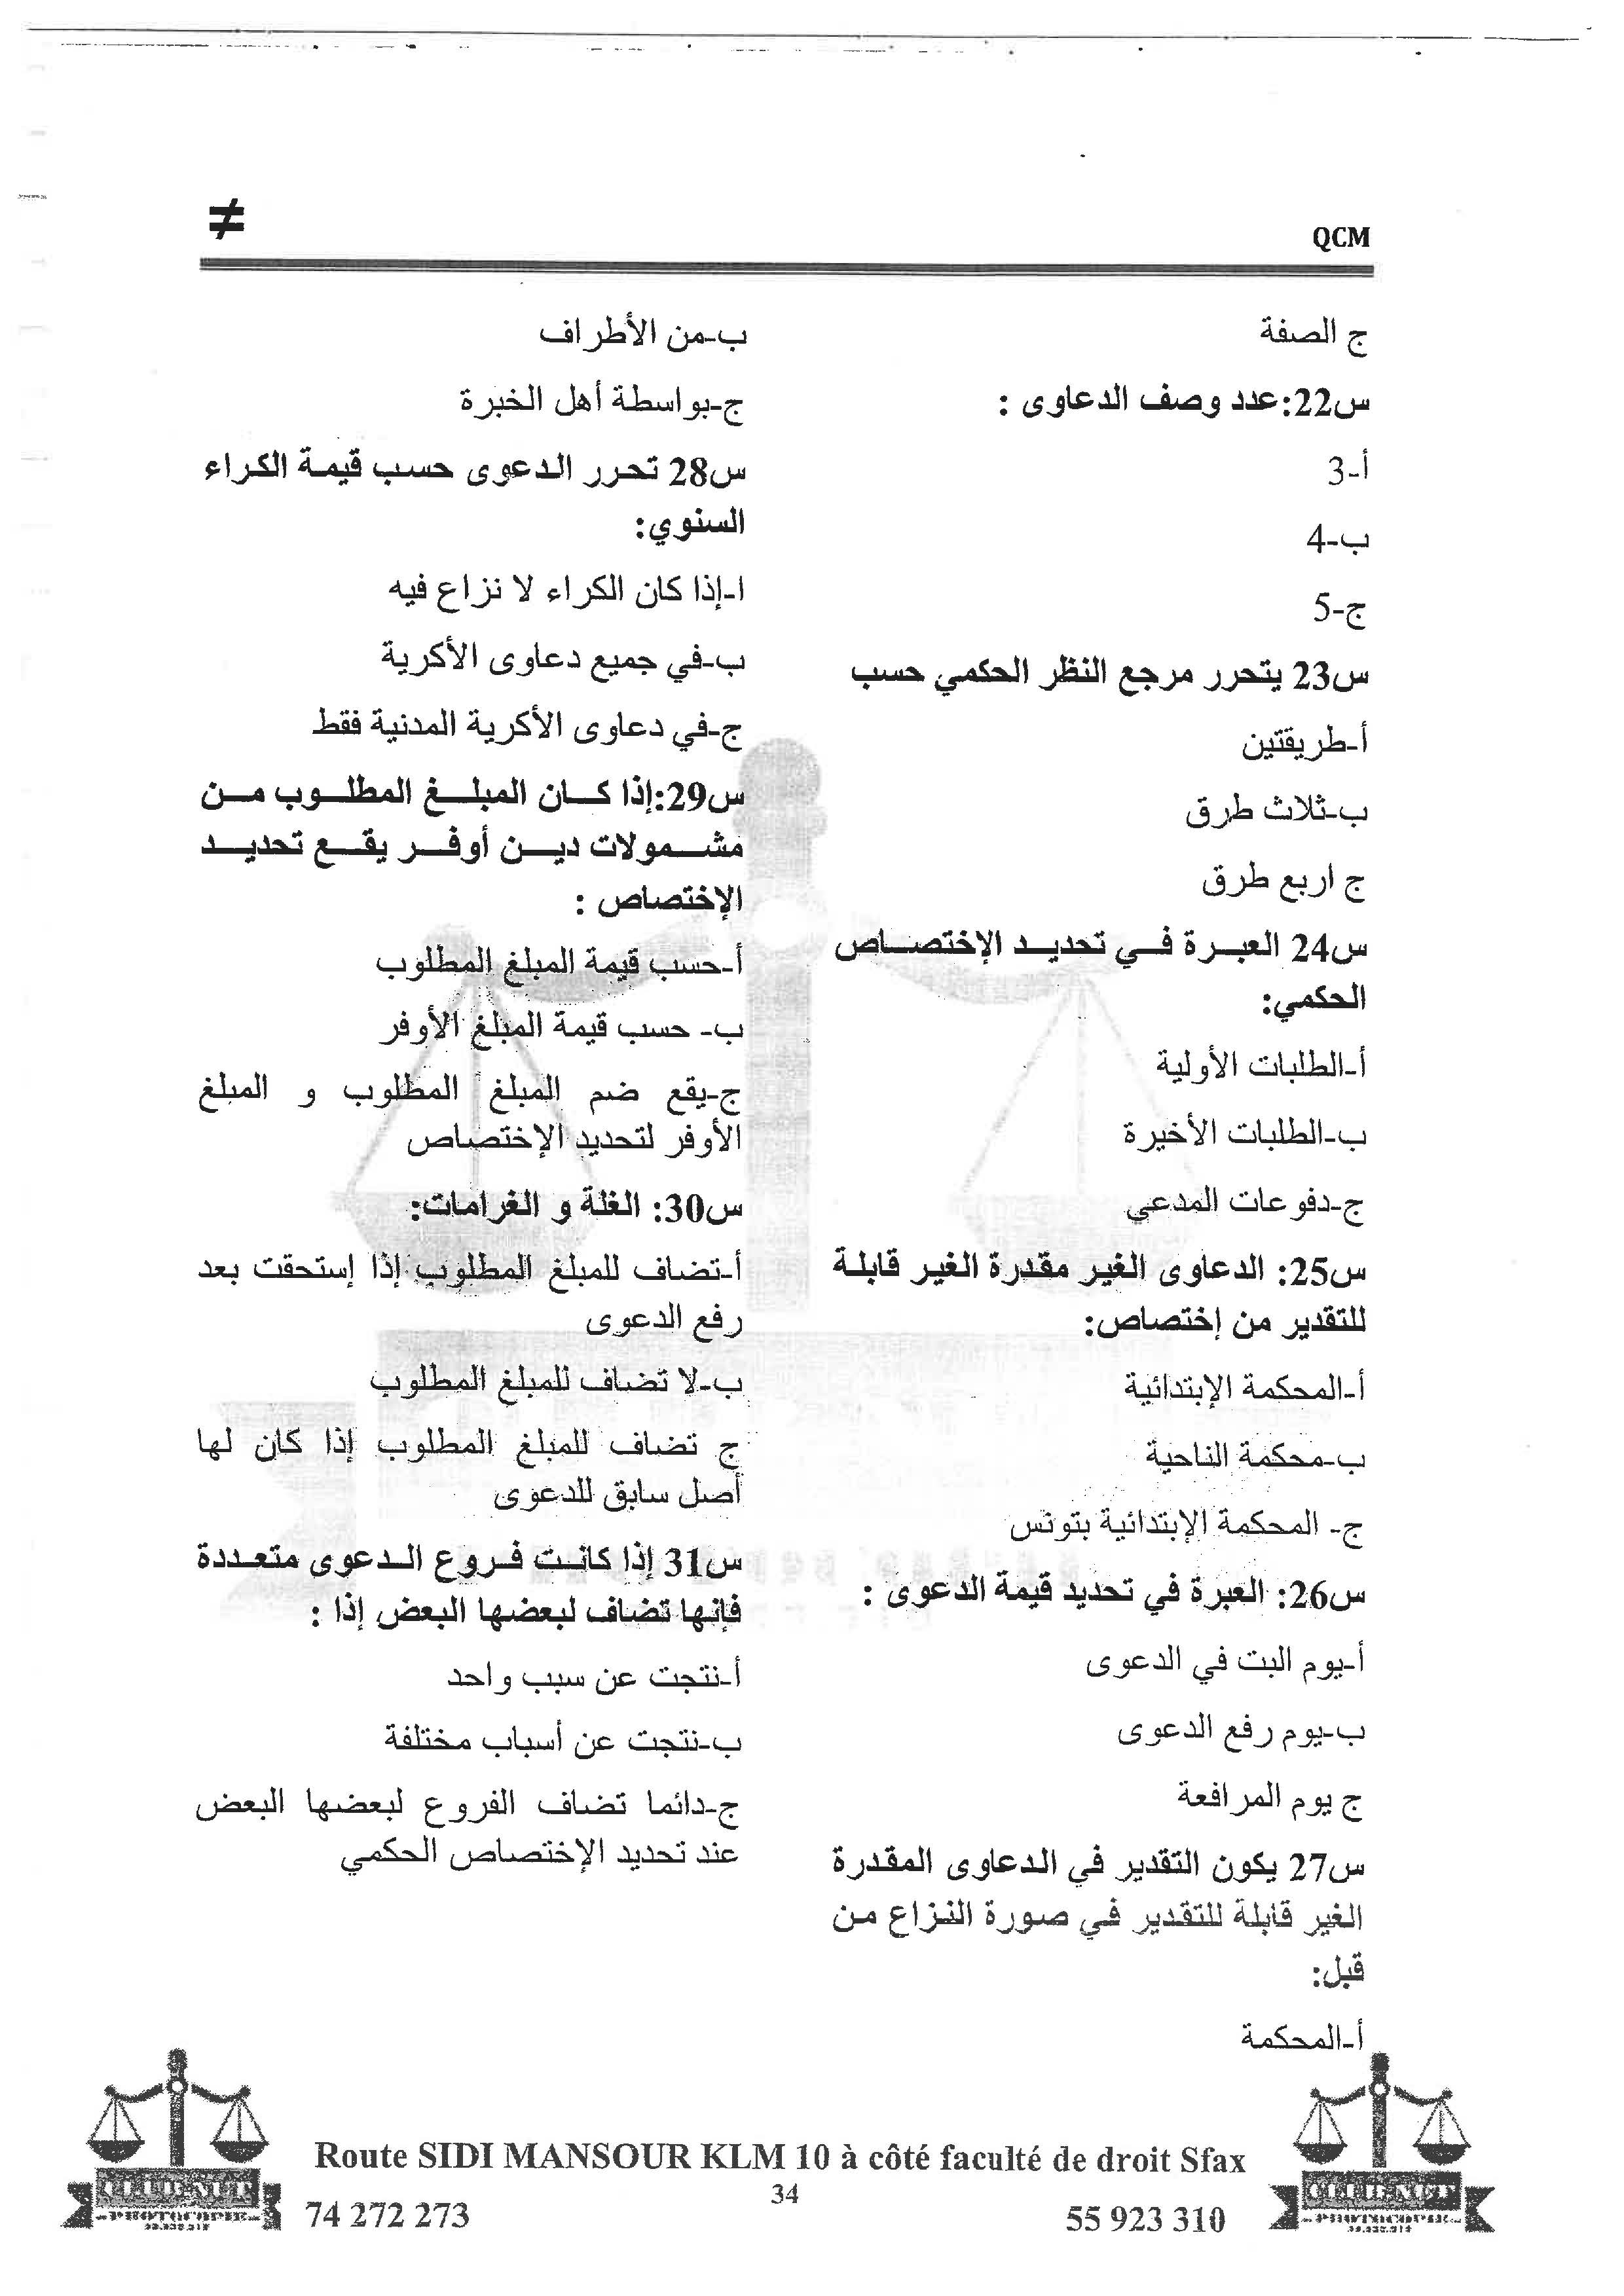 QCM
≠
ج الصفة
س22:عدد وصف الدعاوى :
أ-3
ب-4
ج-5
س23 يتحرر مرجع النظر الحكمي حسب
أ-طريقتين
ب-ثلاث طرق
ج اربع طرق
س24 العبرة في تحديد الإختصاص
الحكمي:
أ-الطلبات الأولية
ب-الطلبات الأخيرة
ج-دفوعات المدعي
س25: الدعاوى الغير مقدرة الغير قابلة
للتقدير من إختصاص:
أ-المحكمة الإبتدائية
ب-محكمة الناحية
ج- المحكمة الإبتدائية بتونس
س26: العبرة في تحديد قيمة الدعوى :
أ-يوم البت في الدعوى
ب-يوم رفع الدعوى
ج يوم المرافعة
س27 يكون التقدير في الدعاوى المقدرة
الغير قابلة للتقدير في صورة النزاع من
قبل:
أ-المحكمة
ب-من الأطراف
ج-بواسطة أهل الخبرة
س28 تحرر الدعوى حسب قيمة الكراء
السنوي:
ا-إذا كان الكراء لا نزاع فيه
ب-في جميع دعاوى الأكرية
ج-في دعاوى الأكرية المدنية فقط
س29:إذا كان المبلغ المطلوب من
مشمولات دين أوفر يقع تحديد
الإختصاص :
أ-حسب قيمة المبلغ المطلوب
ب- حسب قيمة المبلغ الأوفر
ج-يقع ضم المبلغ المطلوب و المبلغ
الأوفر لتحديد الإختصاص
س30: الغلة و الغرامات:
أ-تضاف للمبلغ المطلوب إذا إستحقت بعد
رفع الدعوى
ب-لا تضاف للمبلغ المطلوب
ج تضاف للمبلغ المطلوب إذا كان لها
أصل سابق للدعوى
س31 إذا كانت فروع الدعوى متعددة
فإنها تضاف لبعضها البعض إذا :
أ-نتجت عن سبب واحد
ب-نتجت عن أسباب مختلفة
ج-دائما تضاف الفروع لبعضها البعض
عند تحديد الإختصاص الحكمي
Route SIDI MANSOUR KLM 10 à côté faculté de droit Sfax
34
74 272 273
55 923 310
PHOTOCOPIE
PHOTOCOPIE